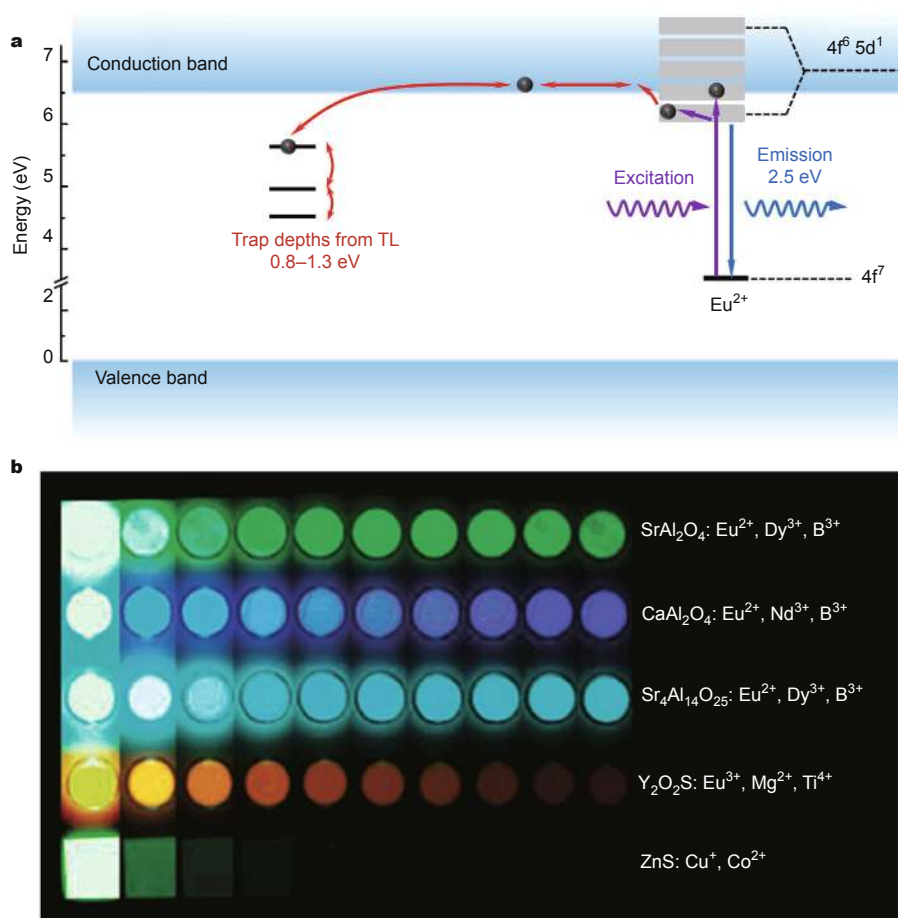 a
7
6
5
4
2
0
Energy (eV)
Conduction band
4f⁶ 5d¹
Excitation
Emission
2.5 eV
Trap depths from TL
0.8–1.3 eV
4f⁷
Eu²⁺
Valence band
b
SrAl₂O₄: Eu²⁺, Dy³⁺, B³⁺
CaAl₂O₄: Eu²⁺, Nd³⁺, B³⁺
Sr₄Al₁₄O₂₅: Eu²⁺, Dy³⁺, B³⁺
Y₂O₂S: Eu³⁺, Mg²⁺, Ti⁴⁺
ZnS: Cu⁺, Co²⁺